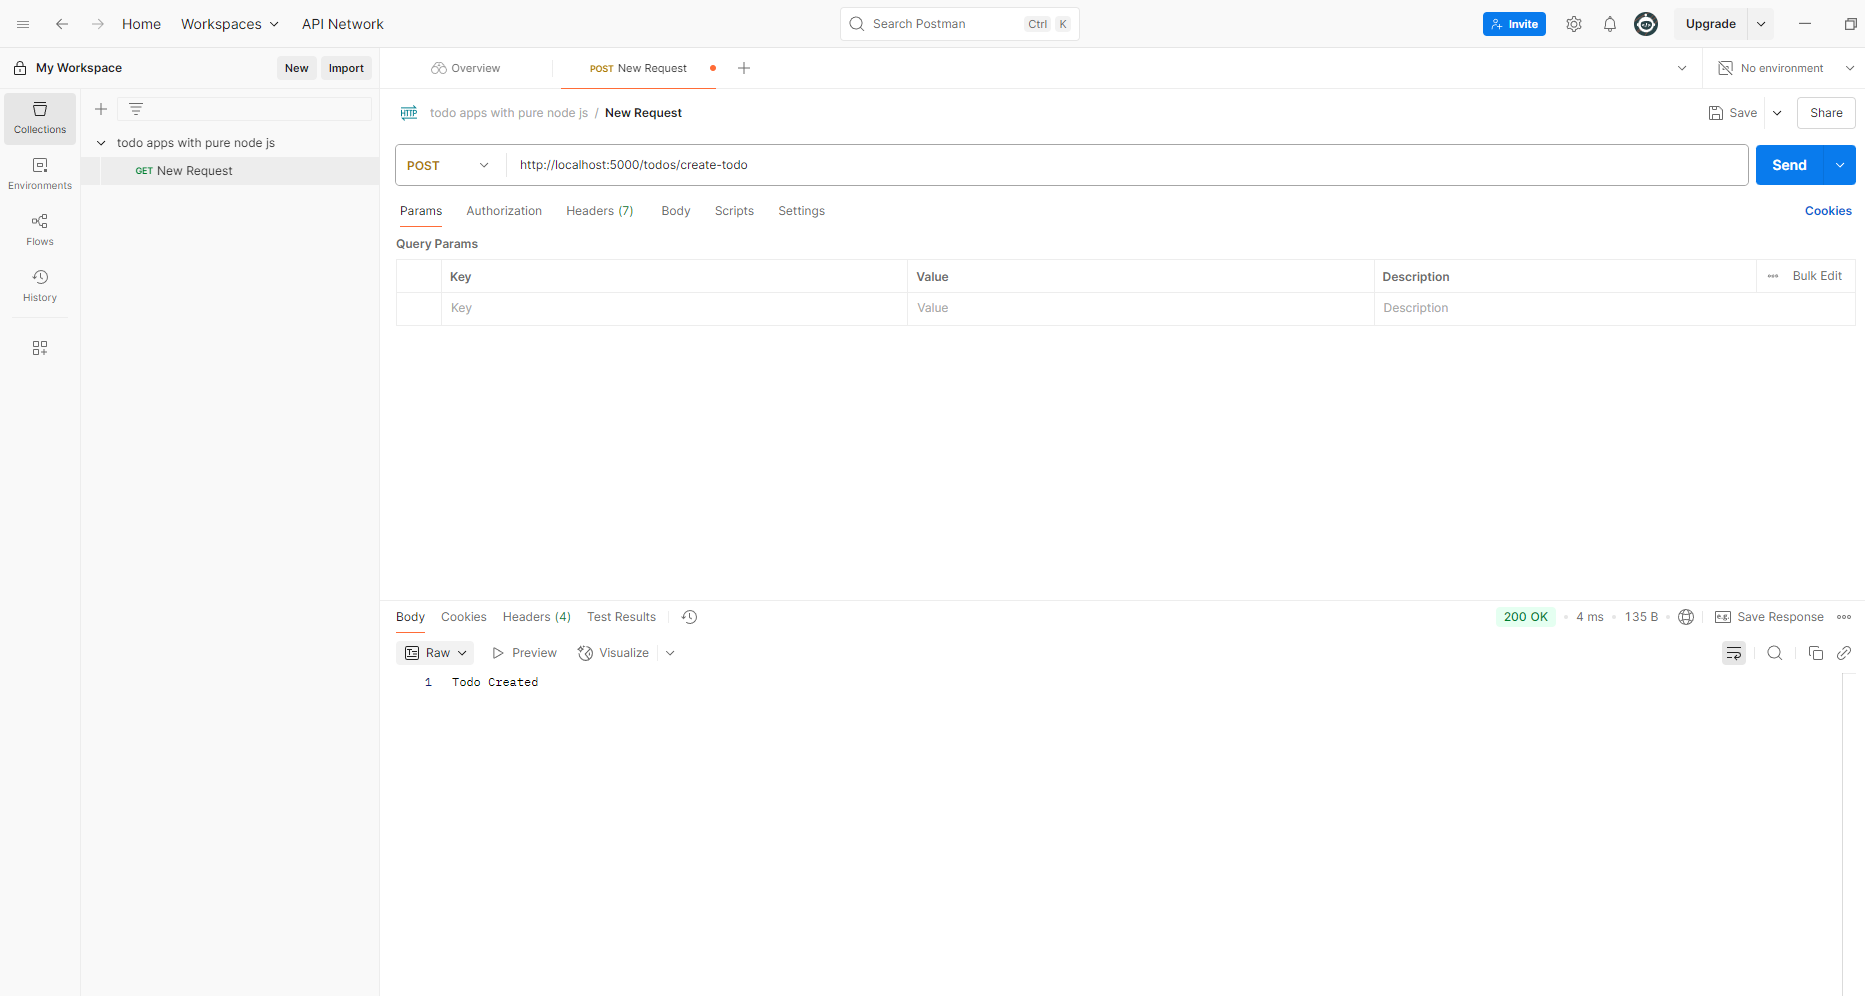 Home Workspaces API Network Search Postman Ctrl K Invite Upgrade
My Workspace New Import Overview POST New Request No environment
Collections
todo apps with pure node js
GET New Request
Environments
Flows
History
HTTP todo apps with pure node js / New Request Save Share
POST http://localhost:5000/todos/create-todo Send
Params Authorization Headers (7) Body Scripts Settings Cookies
Query Params
Key Value Description Bulk Edit
Key Value Description
Body Cookies Headers (4) Test Results 200 OK 4 ms 135 B e.g. Save Response
Raw Preview Visualize
1 Todo Created